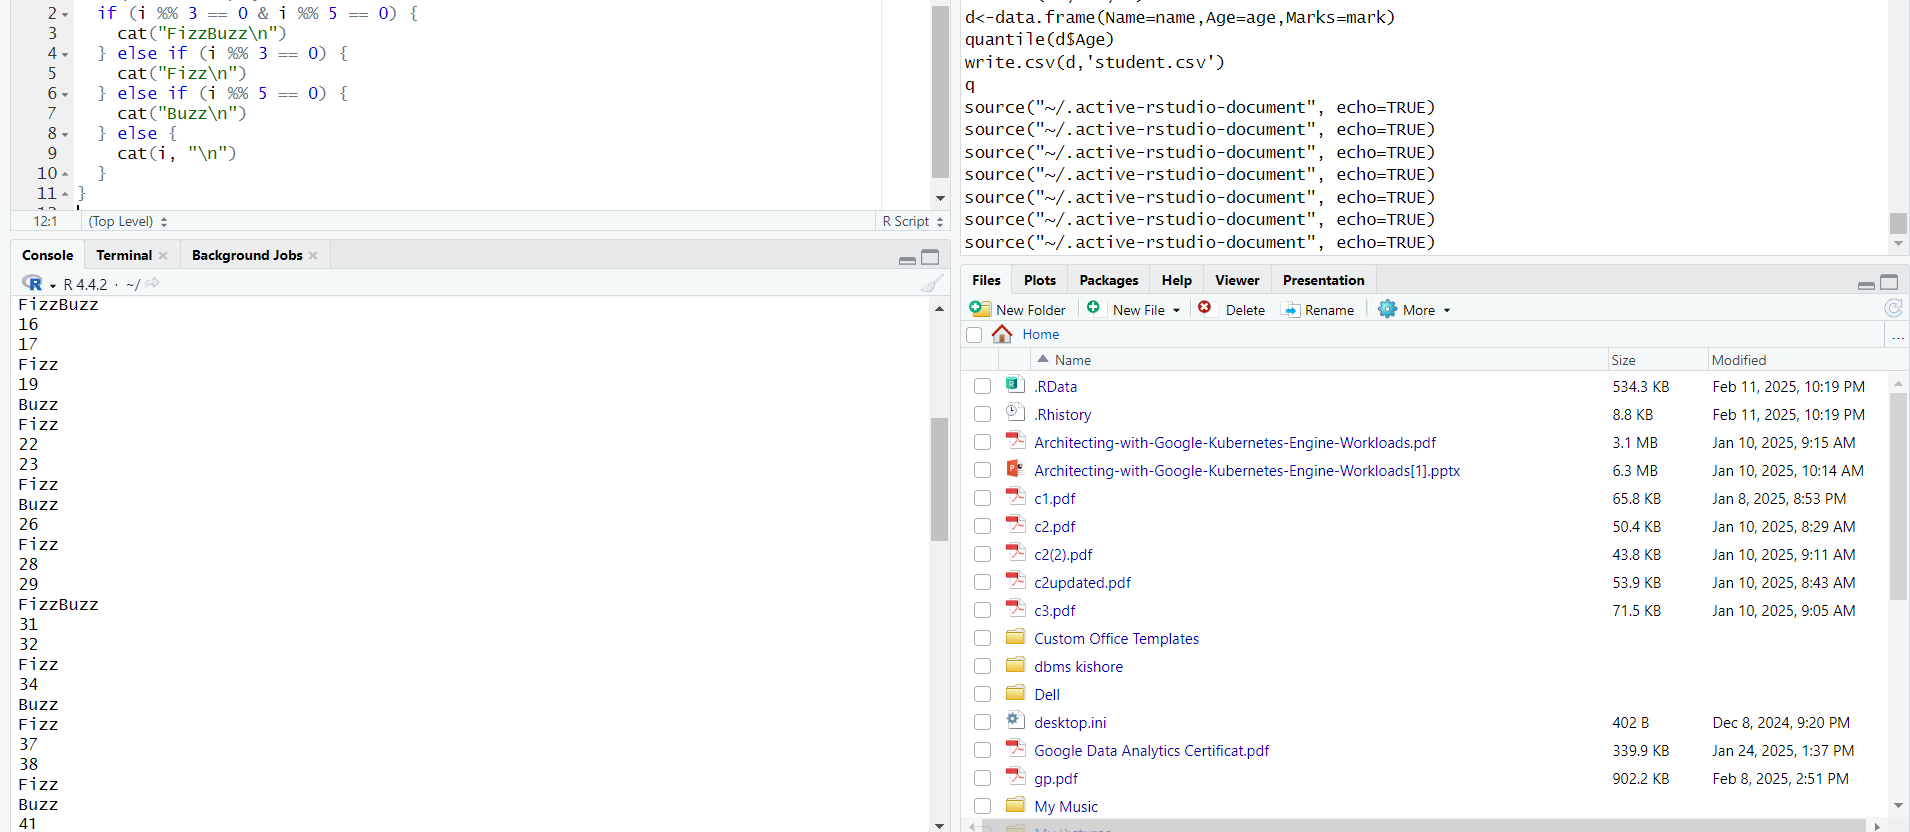 2 if (i %% 3 == 0 & i %% 5 == 0) {
3 cat("FizzBuzz\n")
4 } else if (i %% 3 == 0) {
5 cat("Fizz\n")
6 } else if (i %% 5 == 0) {
7 cat("Buzz\n")
8 } else {
9 cat(i, "\n")
10 }
11 }
12:1 (Top Level) R Script
Console Terminal Background Jobs
R 4.4.2 · ~/
FizzBuzz
16
17
Fizz
19
Buzz
Fizz
22
23
Fizz
Buzz
26
Fizz
28
29
FizzBuzz
31
32
Fizz
34
Buzz
Fizz
37
38
Fizz
Buzz
41
d<-data.frame(Name=name,Age=age,Marks=mark)
quantile(d$Age)
write.csv(d,'student.csv')
q
source("~/.active-rstudio-document", echo=TRUE)
source("~/.active-rstudio-document", echo=TRUE)
source("~/.active-rstudio-document", echo=TRUE)
source("~/.active-rstudio-document", echo=TRUE)
source("~/.active-rstudio-document", echo=TRUE)
source("~/.active-rstudio-document", echo=TRUE)
source("~/.active-rstudio-document", echo=TRUE)
Files Plots Packages Help Viewer Presentation
New Folder New File Delete Rename More
Home ...
Name Size Modified
.RData 534.3 KB Feb 11, 2025, 10:19 PM
.Rhistory 8.8 KB Feb 11, 2025, 10:19 PM
Architecting-with-Google-Kubernetes-Engine-Workloads.pdf 3.1 MB Jan 10, 2025, 9:15 AM
Architecting-with-Google-Kubernetes-Engine-Workloads[1].pptx 6.3 MB Jan 10, 2025, 10:14 AM
c1.pdf 65.8 KB Jan 8, 2025, 8:53 PM
c2.pdf 50.4 KB Jan 10, 2025, 8:29 AM
c2(2).pdf 43.8 KB Jan 10, 2025, 9:11 AM
c2updated.pdf 53.9 KB Jan 10, 2025, 8:43 AM
c3.pdf 71.5 KB Jan 10, 2025, 9:05 AM
Custom Office Templates
dbms kishore
Dell
desktop.ini 402 B Dec 8, 2024, 9:20 PM
Google Data Analytics Certificat.pdf 339.9 KB Jan 24, 2025, 1:37 PM
gp.pdf 902.2 KB Feb 8, 2025, 2:51 PM
My Music